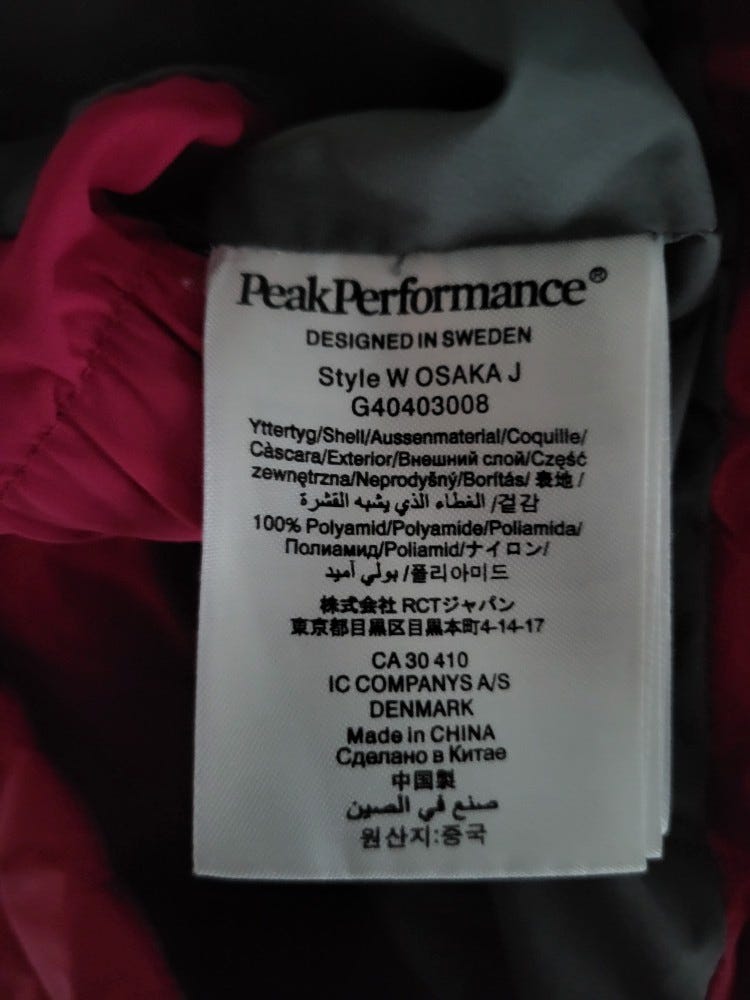 PeakPerformance®
DESIGNED IN SWEDEN
Style W OSAKA J
G40403008
Yttertyg/Shell/Aussenmaterial/Coquille/
Càscara/Exterior/Внешний слой/Część
zewnętrzna/Neprodyšný/Borítás/ 表地 /
الغطاء الذي يشبه القشرة /겉감
100% Polyamid/Polyamide/Poliamida/
Полиамид/Poliamid/ナイロン/
بولي أميد /폴리아미드
株式会社 RCTジャパン
東京都目黒区目黒本町4-14-17
CA 30 410
IC COMPANYS A/S
DENMARK
Made in CHINA
Сделано в Китае
中国製
صنع في الصين
원산지:중국